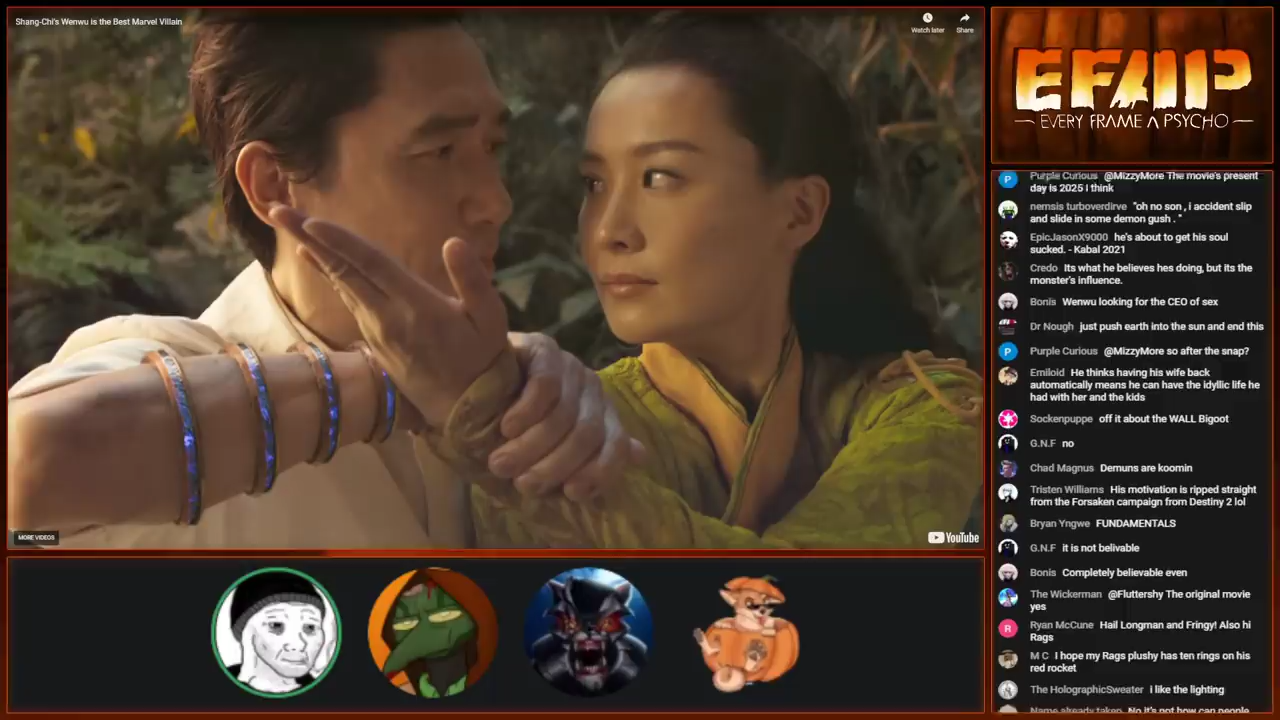 Shang-Chi's Wenwu is the Best Marvel Villain
Watch later
Share
MORE VIDEOS
YouTube
EFAP
EVERY FRAME A PSYCHO
P
Purple Curious @MizzyMore The movie's present
day is 2025 i think
nemsis turboverdirve "oh no son , i accident slip
and slide in some demon gush . "
EpicJasonX9000 he's about to get his soul
sucked. - Kabal 2021
Credo Its what he believes hes doing, but its the
monster's influence.
Bonis Wenwu looking for the CEO of sex
Dr Nough just push earth into the sun and end this
P
Purple Curious @MizzyMore so after the snap?
Emiloid He thinks having his wife back
automatically means he can have the idyllic life he
had with her and the kids
Sockenpuppe off it about the WALL Bigoot
G.N.F no
Chad Magnus Demuns are koomin
Tristen Williams His motivation is ripped straight
from the Forsaken campaign from Destiny 2 lol
Bryan Yngwe FUNDAMENTALS
G.N.F it is not belivable
Bonis Completely believable even
The Wickerman @Fluttershy The original movie
yes
R
Ryan McCune Hail Longman and Fringy! Also hi
Rags
M C I hope my Rags plushy has ten rings on his
red rocket
The HolographicSweater i like the lighting
Name already taken No it's not how can people